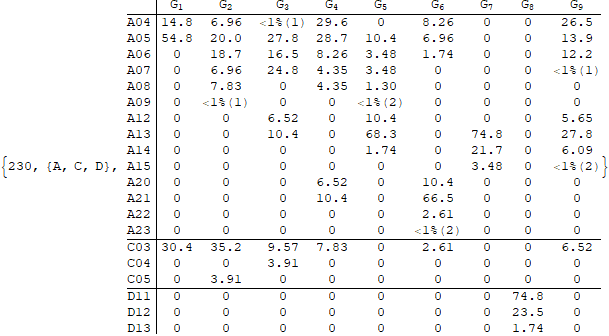 G1 G2 G3 G4 G5 G6 G7 G8 G9
A04 14.8 6.96 <1%(1) 29.6 0 8.26 0 0 26.5
A05 54.8 20.0 27.8 28.7 10.4 6.96 0 0 13.9
A06 0 18.7 16.5 8.26 3.48 1.74 0 0 12.2
A07 0 6.96 24.8 4.35 3.48 0 0 0 <1%(1)
A08 0 7.83 0 4.35 1.30 0 0 0 0
A09 0 <1%(1) 0 0 <1%(2) 0 0 0 0
A12 0 0 6.52 0 10.4 0 0 0 5.65
A13 0 0 10.4 0 68.3 0 74.8 0 27.8
A14 0 0 0 0 1.74 0 21.7 0 6.09
{230, {A, C, D}, A15 0 0 0 0 0 0 3.48 0 <1%(2)}
A20 0 0 0 6.52 0 10.4 0 0 0
A21 0 0 0 10.4 0 66.5 0 0 0
A22 0 0 0 0 0 2.61 0 0 0
A23 0 0 0 0 0 <1%(2) 0 0 0
C03 30.4 35.2 9.57 7.83 0 2.61 0 0 6.52
C04 0 0 3.91 0 0 0 0 0 0
C05 0 3.91 0 0 0 0 0 0 0
D11 0 0 0 0 0 0 0 74.8 0
D12 0 0 0 0 0 0 0 23.5 0
D13 0 0 0 0 0 0 0 1.74 0